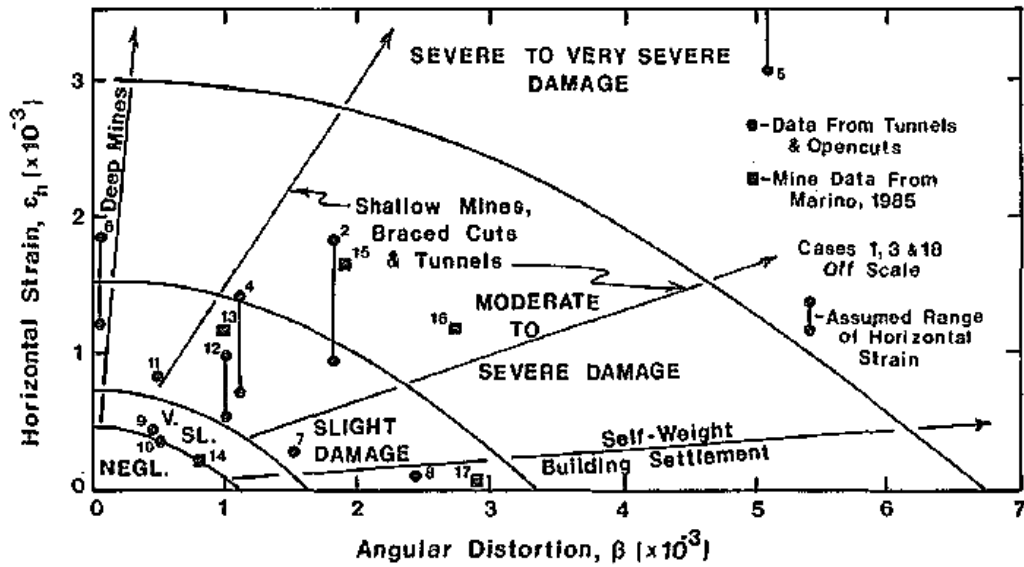 SEVERE TO VERY SEVERE
DAMAGE
5
3
Deep Mines
●-Data From Tunnels
& Opencuts
■-Mine Data From
Marino, 1985
Horizontal Strain, εh (x10⁻³)
2
6
Shallow Mines,
Braced Cuts
& Tunnels
2
15
Cases 1, 3 & 18
Off Scale
4
MODERATE
TO
SEVERE DAMAGE
13
16
-Assumed Range
of Horizontal
Strain
12
1
11
9
V.
SL.
10
14
NEGL.
SLIGHT
DAMAGE
7
Self-Weight
Building Settlement
8
17
0
0 1 2 3 4 5 6 7
Angular Distortion, β (x10⁻³)